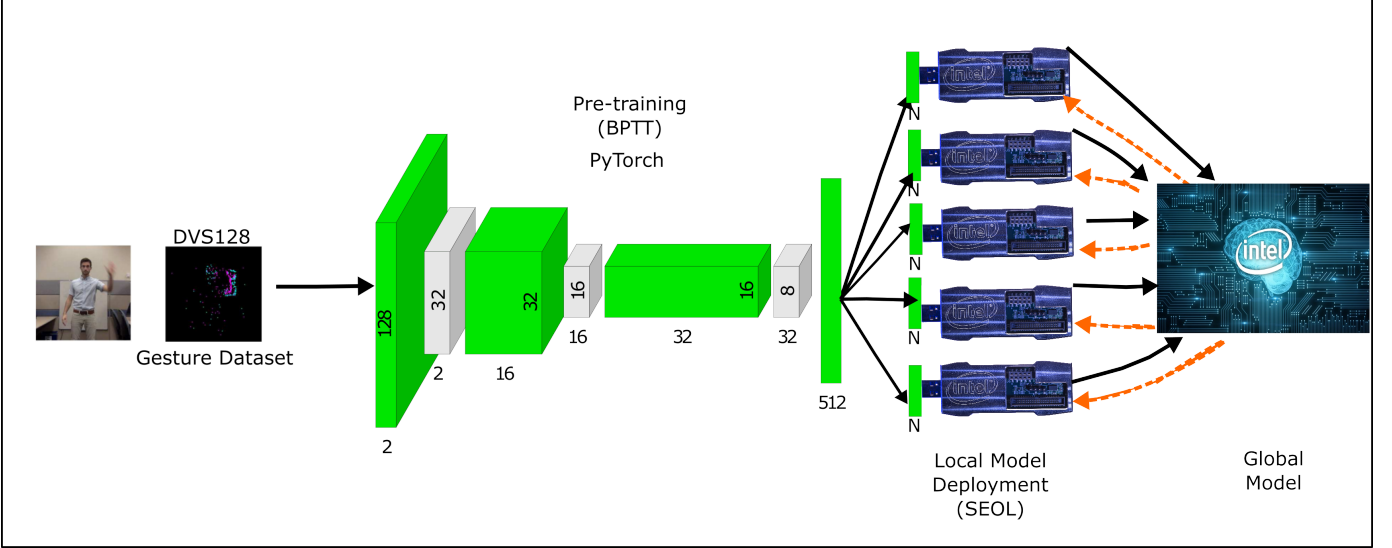 Pre-training
(BPTT)
PyTorch
DVS128
Gesture Dataset
128
2
32
2
32
16
16
16
16
32
8
32
512
N
N
N
N
N
intel
intel
intel
intel
intel
intel
Local Model
Deployment
(SEOL)
Global
Model